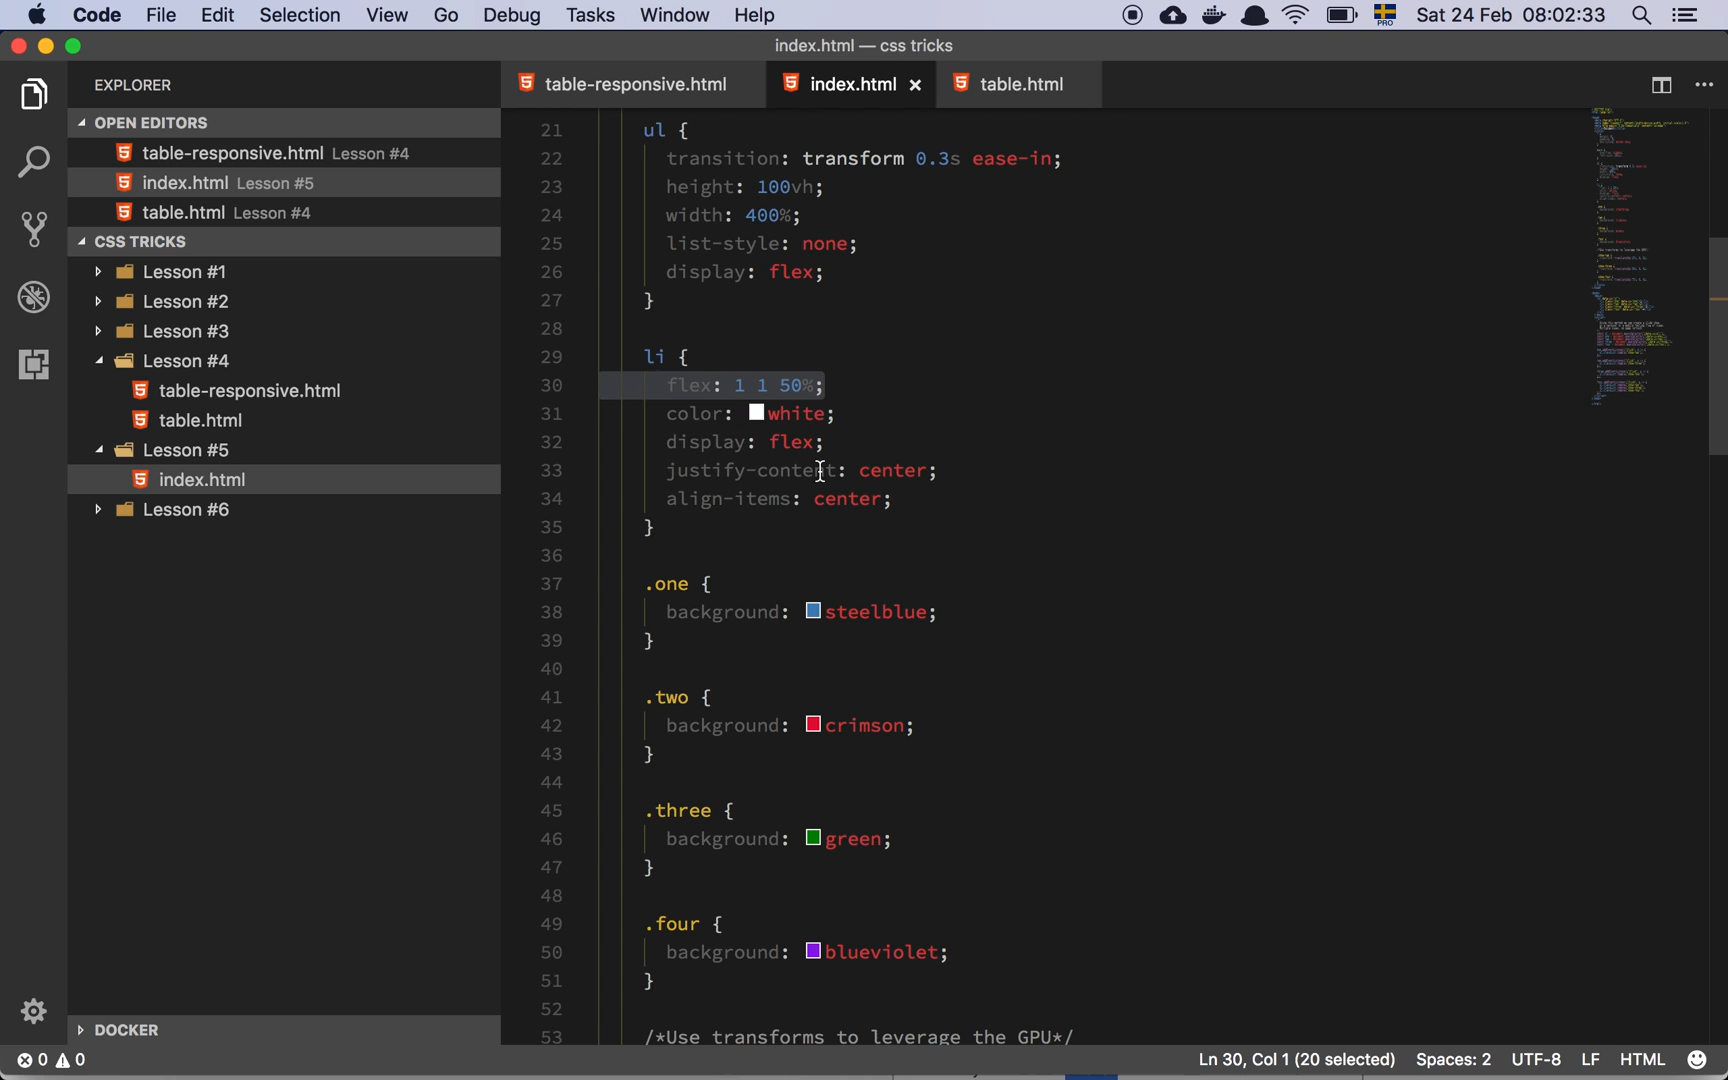 Code File Edit Selection View Go Debug Tasks Window Help PRO Sat 24 Feb 08:02:33
index.html — css tricks
EXPLORER
table-responsive.html index.html table.html
OPEN EDITORS
table-responsive.html Lesson #4
index.html Lesson #5
table.html Lesson #4
CSS TRICKS
Lesson #1
Lesson #2
Lesson #3
Lesson #4
table-responsive.html
table.html
Lesson #5
index.html
Lesson #6
DOCKER
21 ul {
22 transition: transform 0.3s ease-in;
23 height: 100vh;
24 width: 400%;
25 list-style: none;
26 display: flex;
27 }
28
29 li {
30 flex: 1 1 50%;
31 color: white;
32 display: flex;
33 justify-content: center;
34 align-items: center;
35 }
36
37 .one {
38 background: steelblue;
39 }
40
41 .two {
42 background: crimson;
43 }
44
45 .three {
46 background: green;
47 }
48
49 .four {
50 background: blueviolet;
51 }
52
53 /*Use transforms to leverage the GPU*/
0 0 Ln 30, Col 1 (20 selected) Spaces: 2 UTF-8 LF HTML